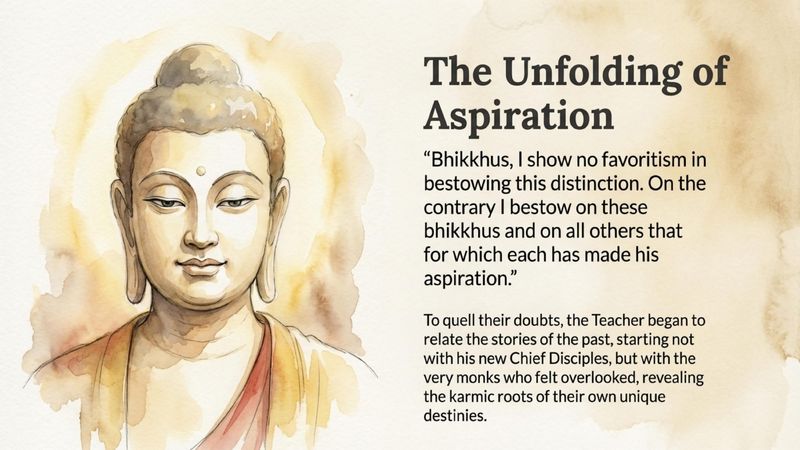 The Unfolding of
Aspiration
“Bhikkhus, I show no favoritism in
bestowing this distinction. On the
contrary I bestow on these
bhikkhus and on all others that
for which each has made his
aspiration.”
To quell their doubts, the Teacher began to
relate the stories of the past, starting not
with his new Chief Disciples, but with the
very monks who felt overlooked, revealing
the karmic roots of their own unique
destinies.